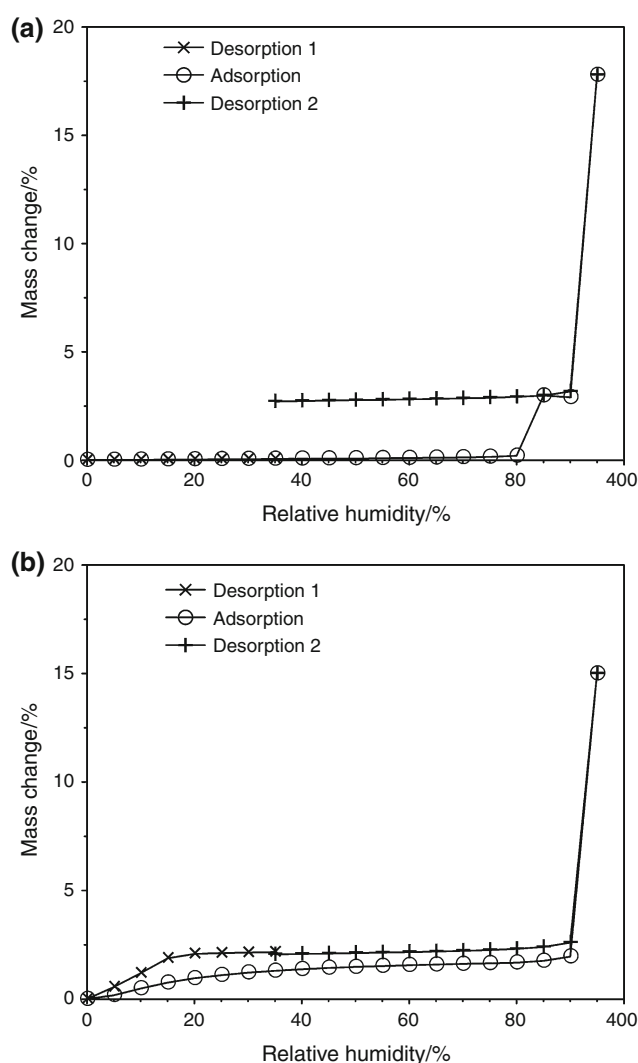 (a)
20
15
10
5
0
Mass change/%
Desorption 1
Adsorption
Desorption 2
0 20 40 60 80 400
Relative humidity/%
(b)
20
15
10
5
0
Mass change/%
Desorption 1
Adsorption
Desorption 2
0 20 40 60 80 400
Relative humidity/%